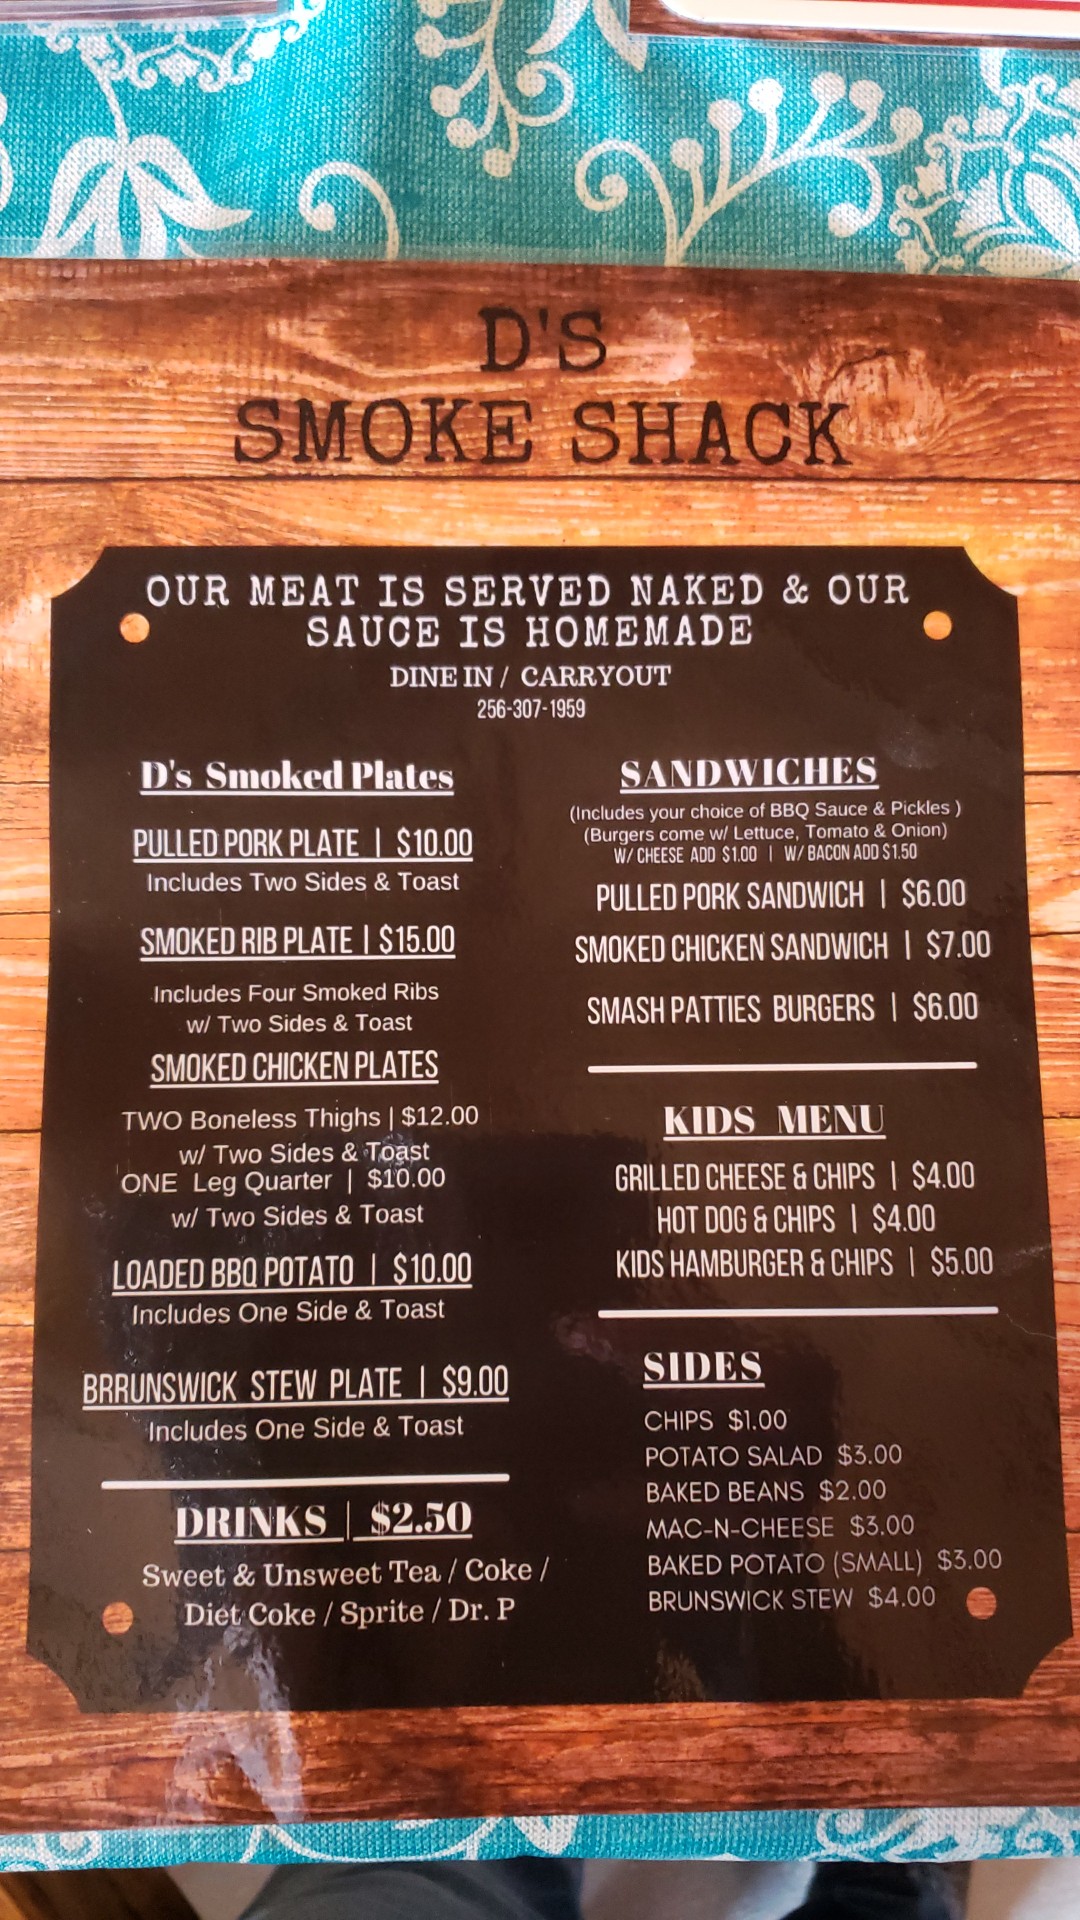 D'S
SMOKE SHACK
OUR MEAT IS SERVED NAKED & OUR
SAUCE IS HOMEMADE
DINE IN / CARRYOUT
256-307-1959
D's Smoked Plates
PULLED PORK PLATE | $10.00
Includes Two Sides & Toast
SMOKED RIB PLATE | $15.00
Includes Four Smoked Ribs
w/ Two Sides & Toast
SMOKED CHICKEN PLATES
TWO Boneless Thighs | $12.00
w/ Two Sides & Toast
ONE Leg Quarter | $10.00
w/ Two Sides & Toast
LOADED BBQ POTATO | $10.00
Includes One Side & Toast
BRRUNSWICK STEW PLATE | $9.00
Includes One Side & Toast
DRINKS | $2.50
Sweet & Unsweet Tea / Coke /
Diet Coke / Sprite / Dr. P
SANDWICHES
(Includes your choice of BBQ Sauce & Pickles )
(Burgers come w/ Lettuce, Tomato & Onion)
W/ CHEESE ADD $1.00 | W/ BACON ADD $1.50
PULLED PORK SANDWICH | $6.00
SMOKED CHICKEN SANDWICH | $7.00
SMASH PATTIES BURGERS | $6.00
KIDS MENU
GRILLED CHEESE & CHIPS | $4.00
HOT DOG & CHIPS | $4.00
KIDS HAMBURGER & CHIPS | $5.00
SIDES
CHIPS $1.00
POTATO SALAD $3.00
BAKED BEANS $2.00
MAC-N-CHEESE $3.00
BAKED POTATO (SMALL) $3.00
BRUNSWICK STEW $4.00